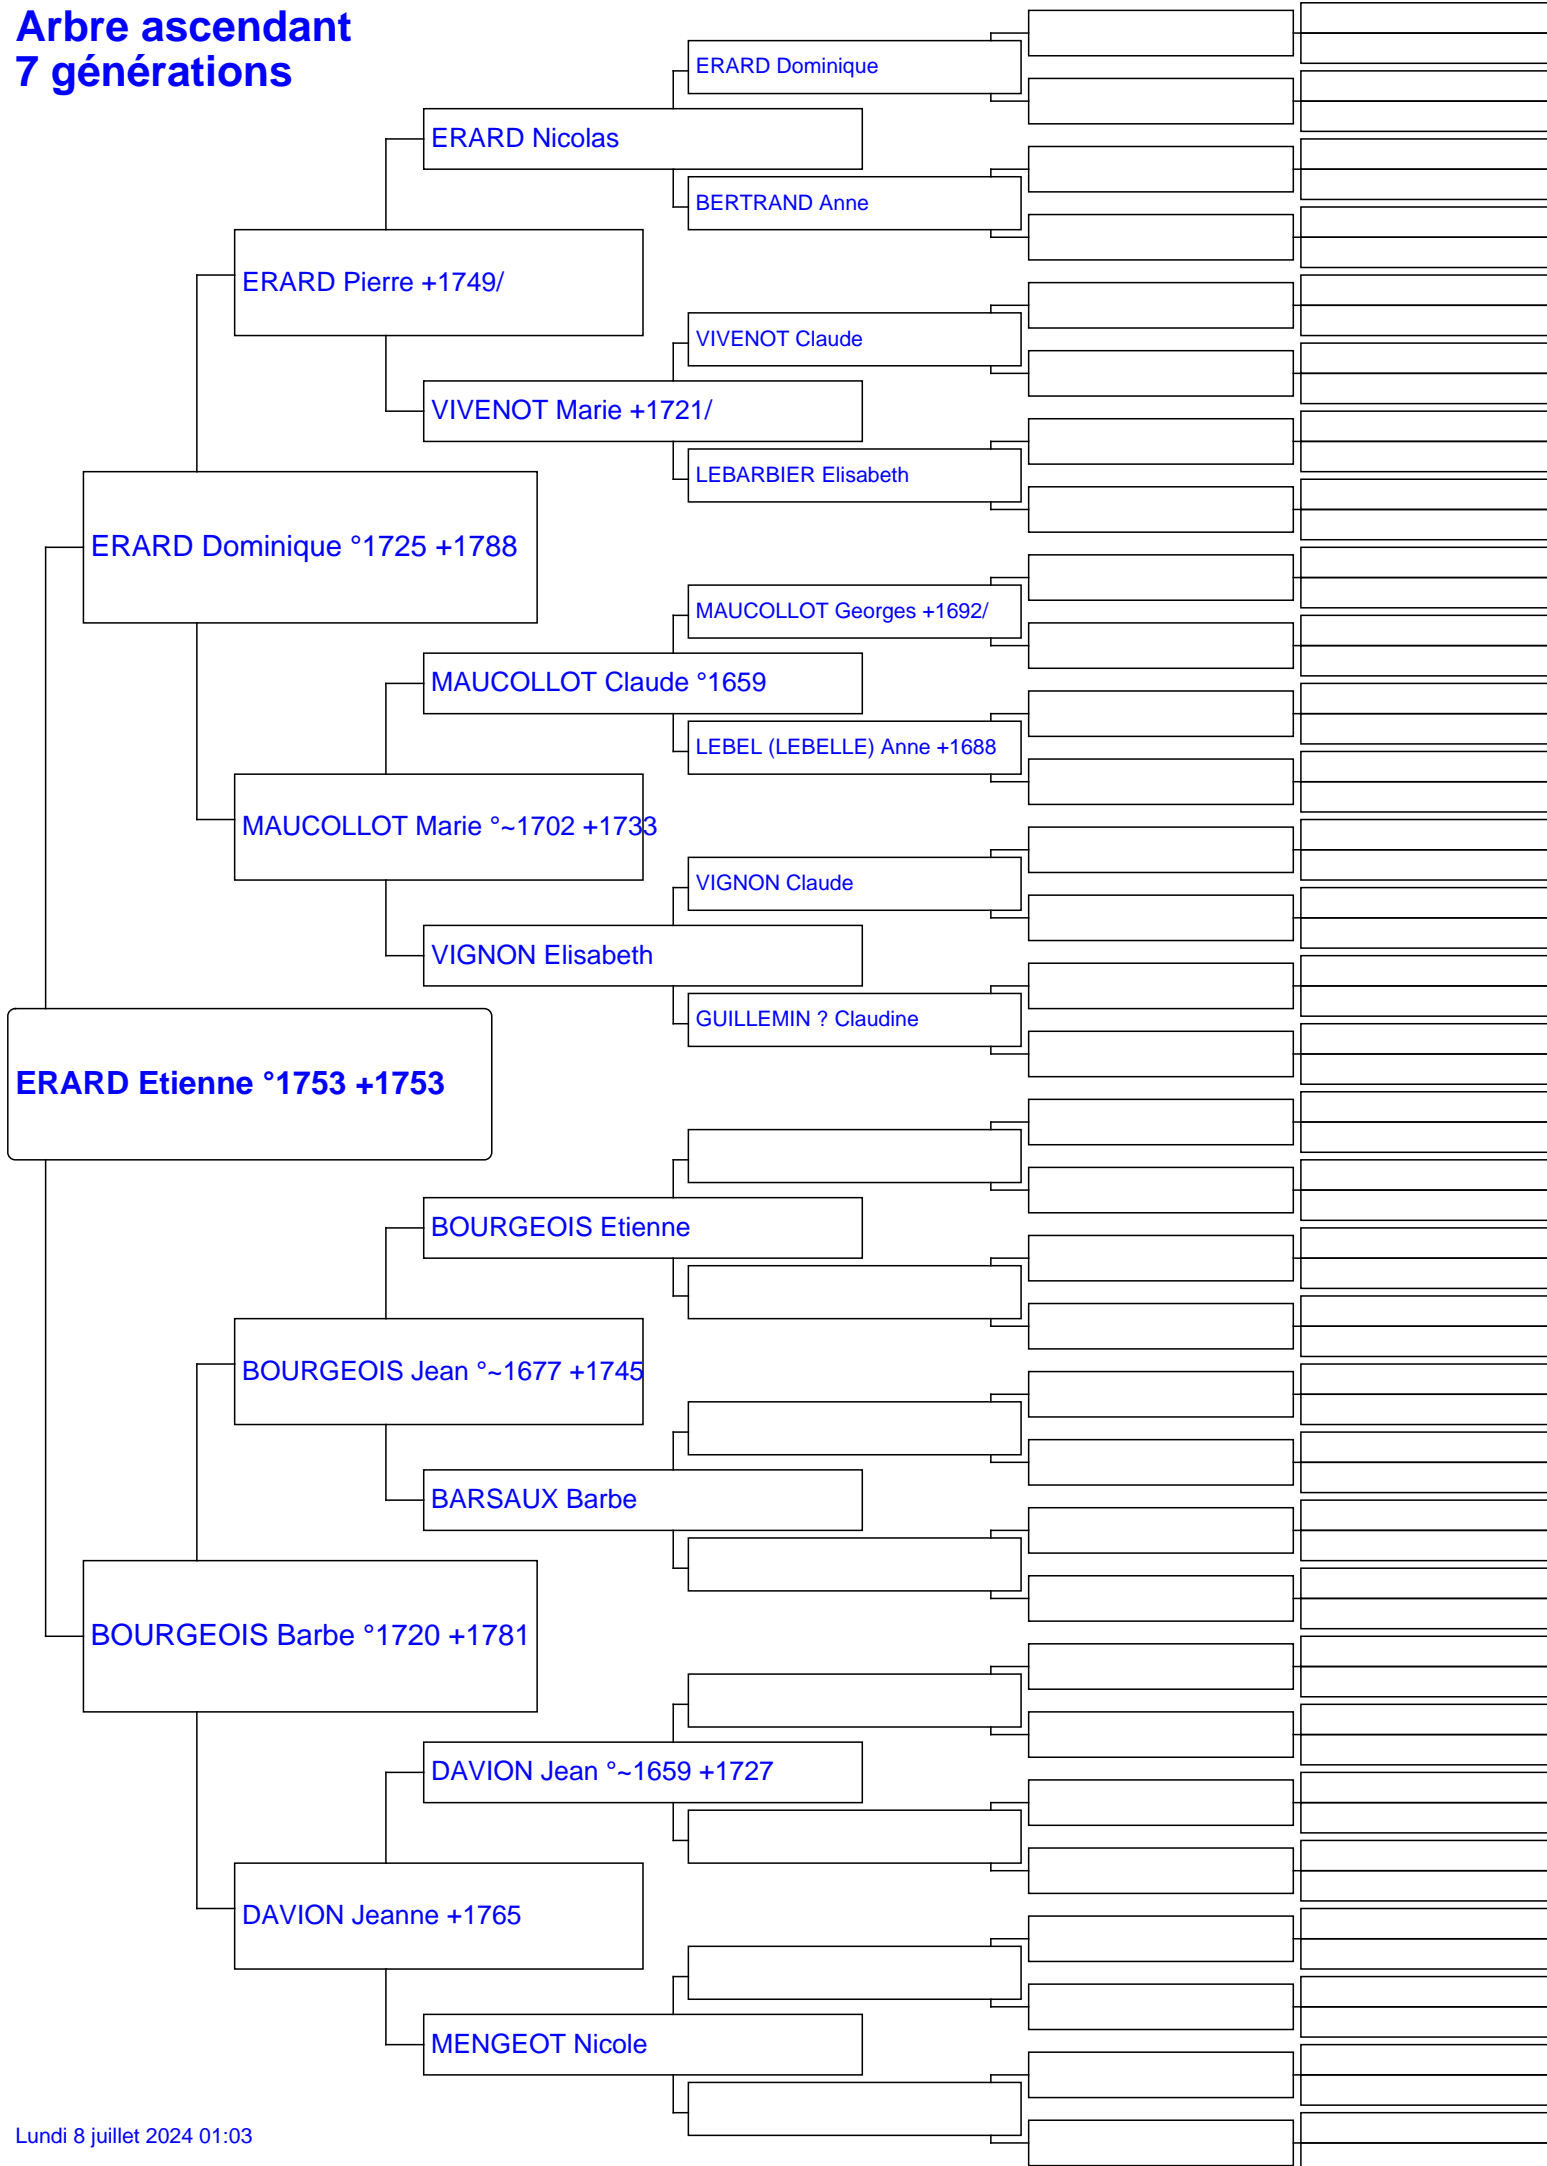 Arbre ascendant
7 générations
ERARD Dominique
ERARD Nicolas
BERTRAND Anne
ERARD Pierre +1749/
VIVENOT Claude
VIVENOT Marie +1721/
LEBARBIER Elisabeth
ERARD Dominique °1725 +1788
MAUCOLLOT Georges +1692/
MAUCOLLOT Claude °1659
LEBEL (LEBELLE) Anne +1688
MAUCOLLOT Marie °~1702 +1733
VIGNON Claude
VIGNON Elisabeth
GUILLEMIN ? Claudine
ERARD Etienne °1753 +1753
BOURGEOIS Etienne
BOURGEOIS Jean °~1677 +1745
BARSAUX Barbe
BOURGEOIS Barbe °1720 +1781
DAVION Jean °~1659 +1727
DAVION Jeanne +1765
MENGEOT Nicole
Lundi 8 juillet 2024 01:03